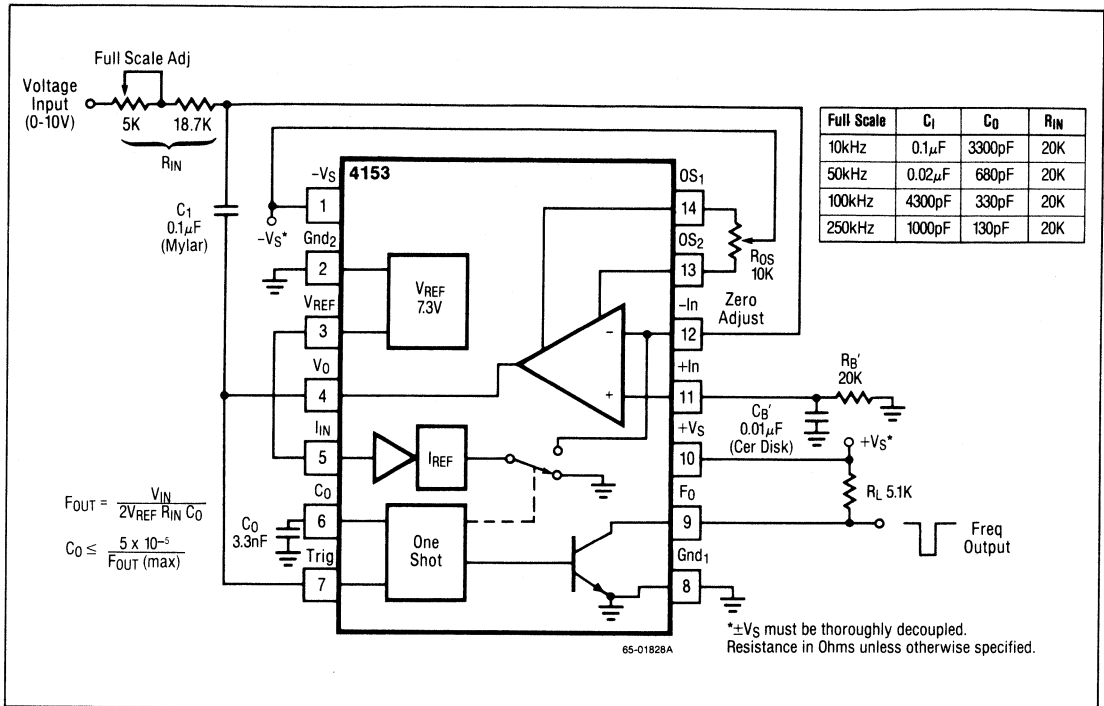 Full Scale Adj
Voltage
Input
(0-10V)
5K
18.7K
RIN
C1
0.1μF
(Mylar)
–VS*
4153
–VS
1
Gnd2
2
VREF
3
V0
4
IIN
5
C0
6
Trig
7
VREF
7.3V
IREF
One
Shot
C0
3.3nF
–
+
OS1
14
OS2
13
–In
12
+In
11
+VS
10
F0
9
Gnd1
8
ROS
10K
Zero
Adjust
RB'
20K
CB'
0.01μF
(Cer Disk)
+VS*
RL 5.1K
Freq
Output
Full Scale CI C0 RIN
10kHz 0.1μF 3300pF 20K
50kHz 0.02μF 680pF 20K
100kHz 4300pF 330pF 20K
250kHz 1000pF 130pF 20K
FOUT = VIN / 2VREF RIN C0
C0 ≤ 5 x 10⁻⁵ / FOUT (max)
65-01828A
*±VS must be thoroughly decoupled.
Resistance in Ohms unless otherwise specified.